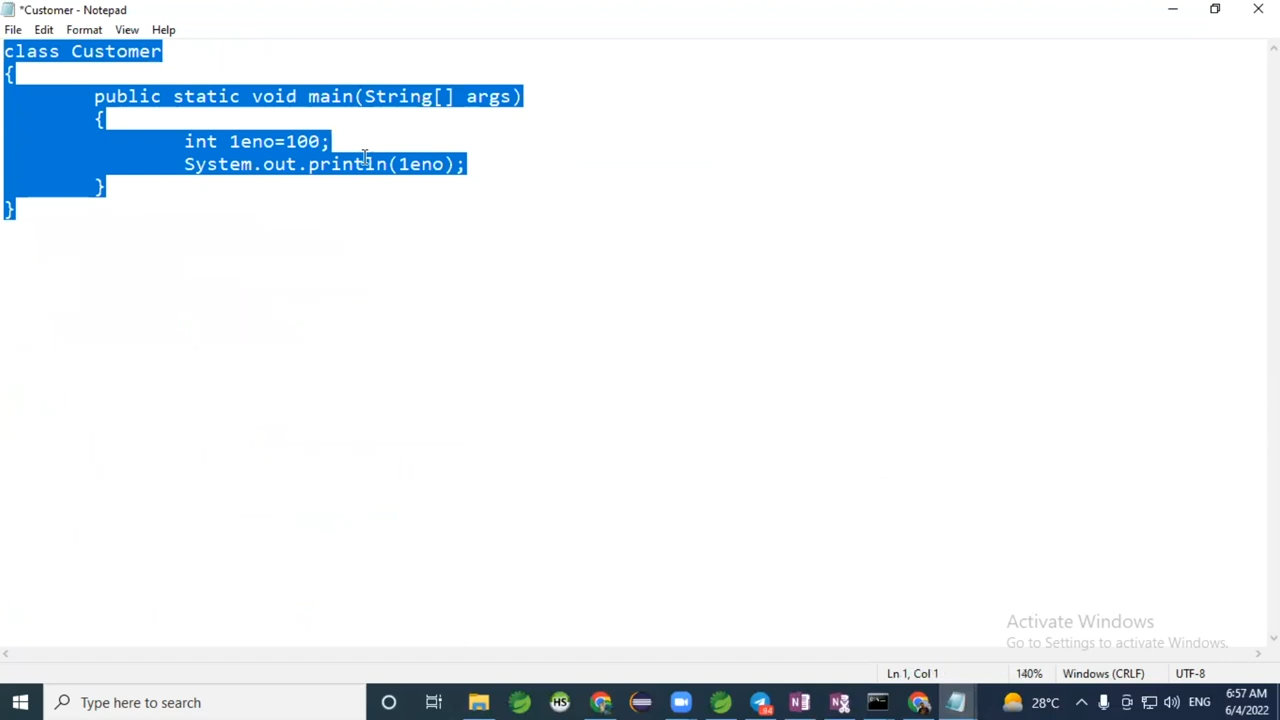 *Customer - Notepad
File Edit Format View Help
class Customer
{
public static void main(String[] args)
{
int 1eno=100;
System.out.println(1eno);
}
}
Activate Windows
Go to Settings to activate Windows.
Ln 1, Col 1 140% Windows (CRLF) UTF-8
Type here to search
HS
94
28°C
ENG
6:57 AM
6/4/2022